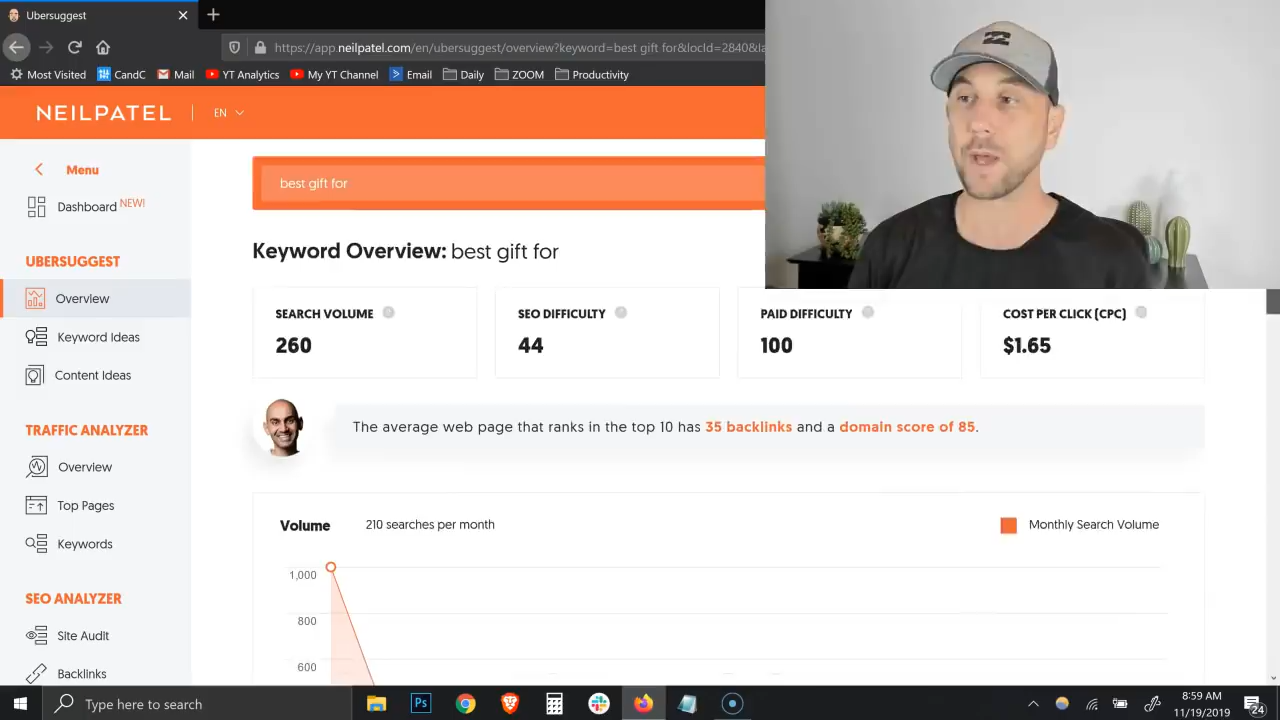 Ubersuggest
https://app.neilpatel.com/en/ubersuggest/overview?keyword=best gift for&locId=2840&la
Most Visited CandC Mail YT Analytics My YT Channel Email Daily ZOOM Productivity
NEILPATEL EN
Menu
Dashboard NEW!
UBERSUGGEST
Overview
Keyword Ideas
Content Ideas
TRAFFIC ANALYZER
Overview
Top Pages
Keywords
SEO ANALYZER
Site Audit
Backlinks
best gift for
Keyword Overview: best gift for
SEARCH VOLUME
260
SEO DIFFICULTY
44
PAID DIFFICULTY
100
COST PER CLICK (CPC)
$1.65
The average web page that ranks in the top 10 has 35 backlinks and a domain score of 85.
Volume 210 searches per month Monthly Search Volume
1,000
800
600
Type here to search
Ps
8:59 AM
11/19/2019
24